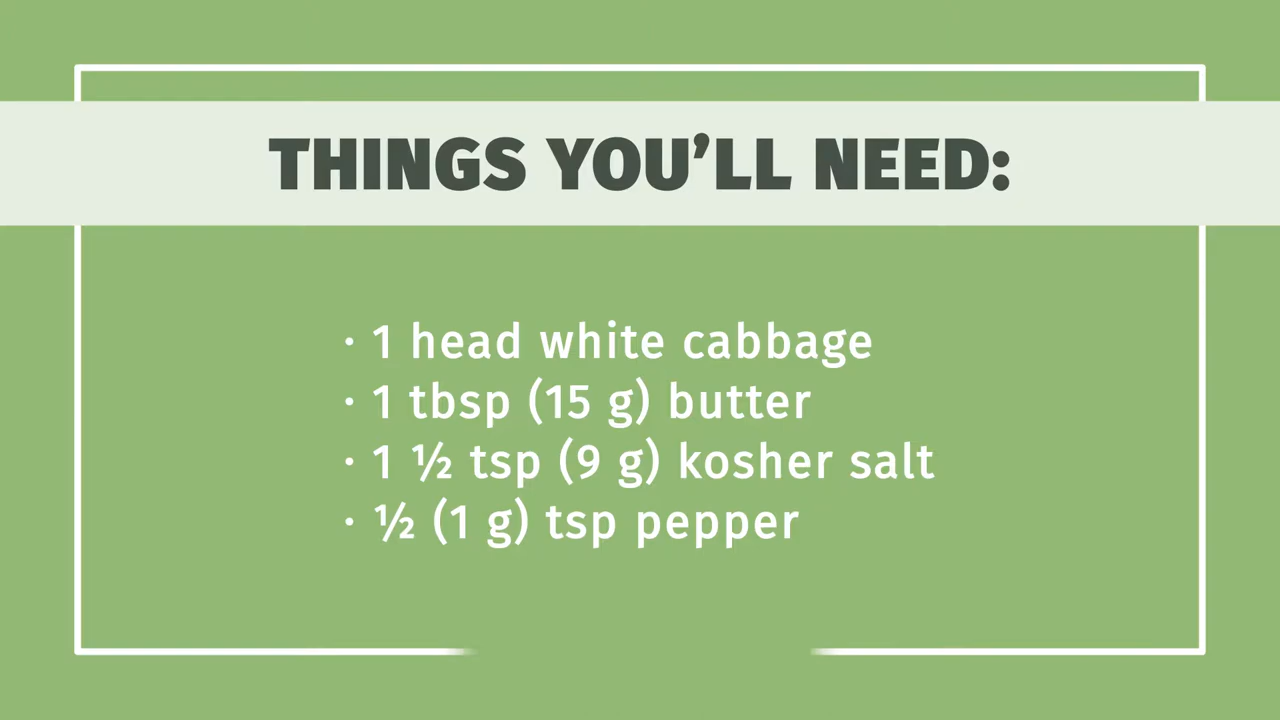 THINGS YOU’LL NEED:
· 1 head white cabbage
· 1 tbsp (15 g) butter
· 1 ½ tsp (9 g) kosher salt
· ½ (1 g) tsp pepper